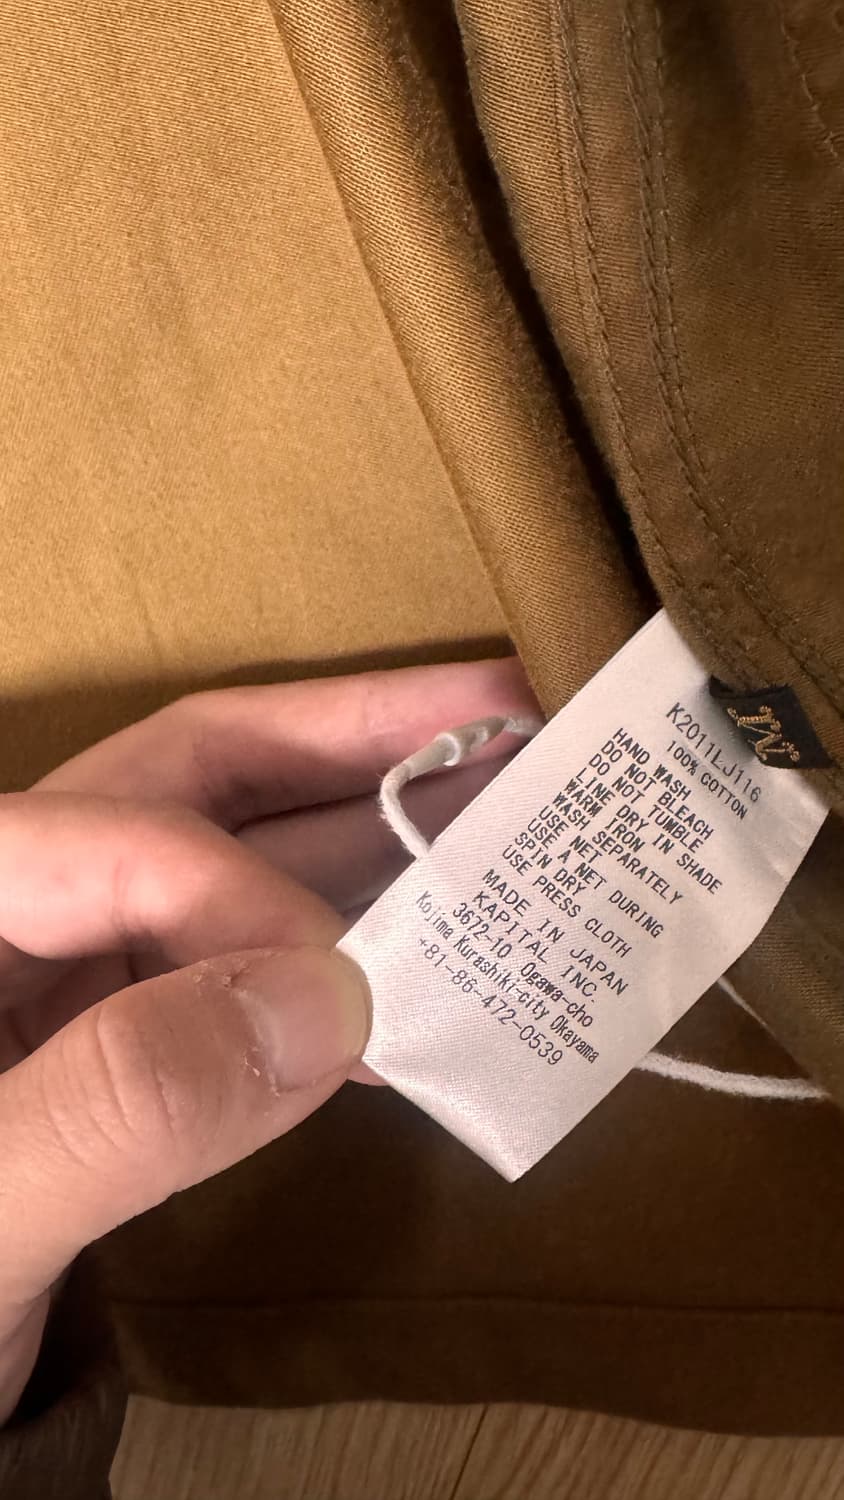 K2011LJ116
100% COTTON
HAND WASH
DO NOT BLEACH
DO NOT TUMBLE
LINE DRY IN SHADE
WARM IRON
WASH SEPARATELY
USE NET
USE A NET DURING
SPIN DRY
USE PRESS CLOTH
MADE IN JAPAN
KAPITAL INC.
3672-10 Ogawa-cho
Kojima Kurashiki-city Okayama
+81-86-472-0539